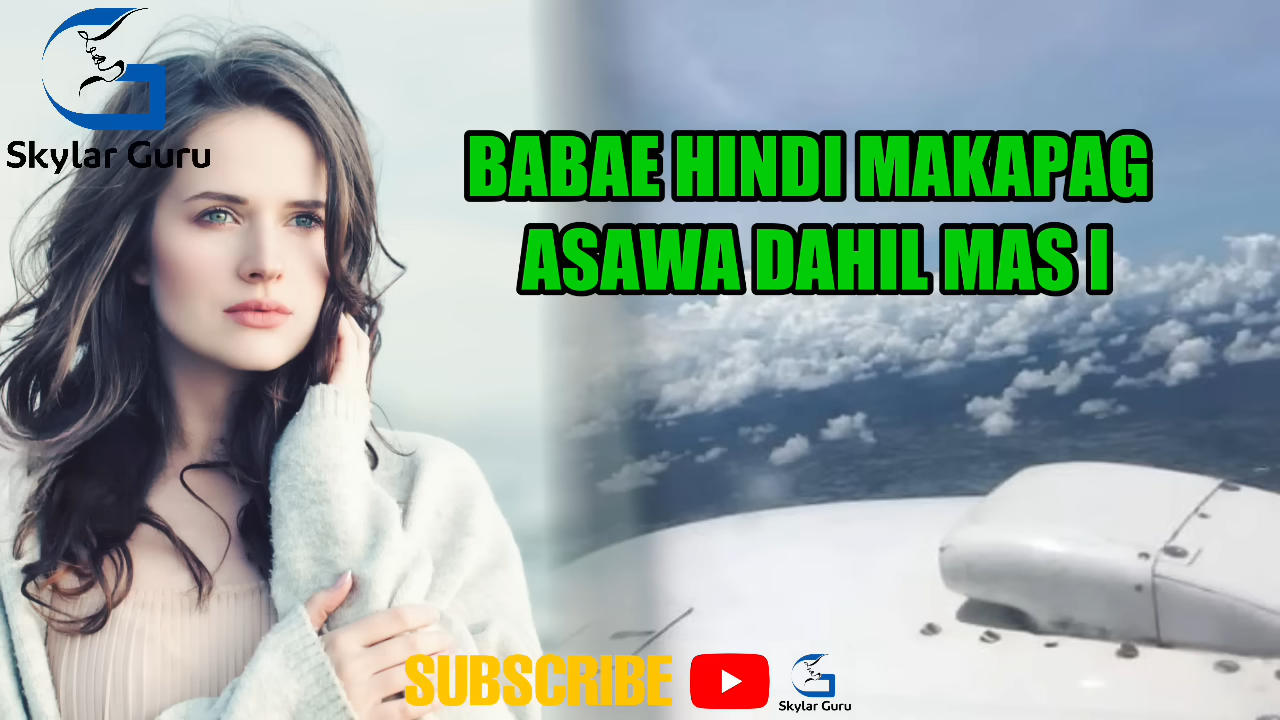 Skylar Guru
BABAE HINDI MAKAPAG
ASAWA DAHIL MAS I
SUBSCRIBE
Skylar Guru